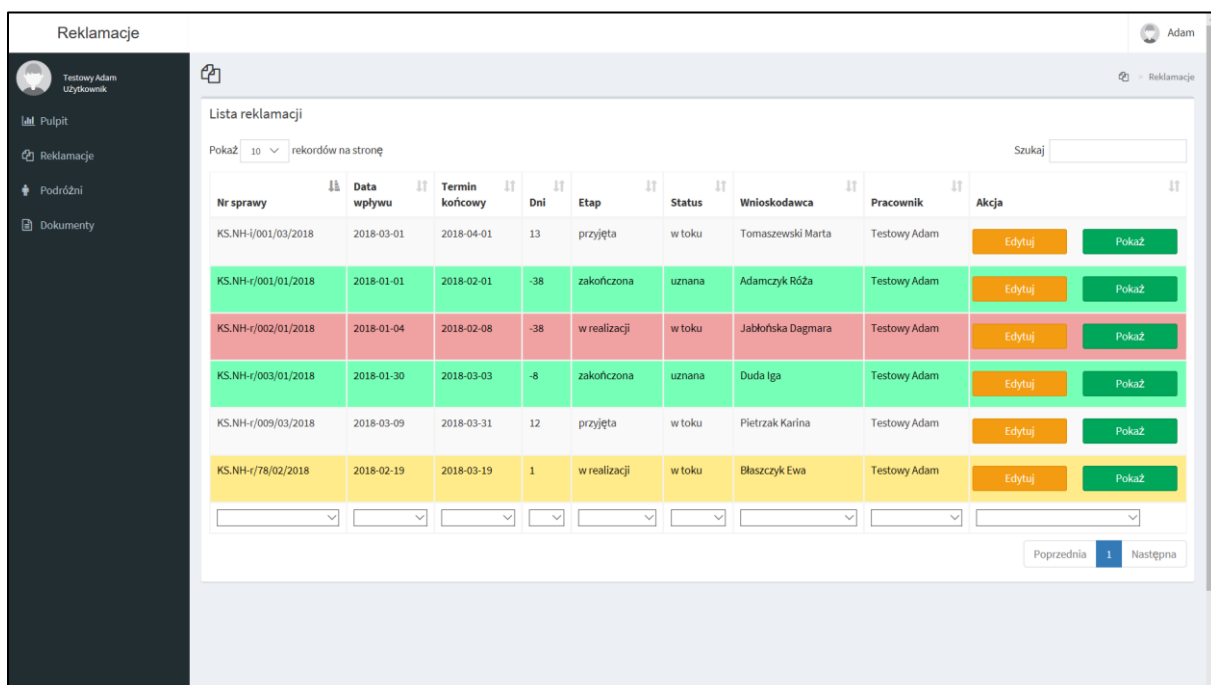 Reklamacje
Adam
Testowy Adam
Użytkownik
> Reklamacje
Pulpit
Reklamacje
Podróżni
Dokumenty
Lista reklamacji
Pokaż 10 rekordów na stronę
Szukaj
Nr sprawy Data wpływu Termin końcowy Dni Etap Status Wnioskodawca Pracownik Akcja
KS.NH-i/001/03/2018 2018-03-01 2018-04-01 13 przyjęta w toku Tomaszewski Marta Testowy Adam Edytuj Pokaż
KS.NH-r/001/01/2018 2018-01-01 2018-02-01 -38 zakończona uznana Adamczyk Róża Testowy Adam Edytuj Pokaż
KS.NH-r/002/01/2018 2018-01-04 2018-02-08 -38 w realizacji w toku Jabłońska Dagmara Testowy Adam Edytuj Pokaż
KS.NH-r/003/01/2018 2018-01-30 2018-03-03 -8 zakończona uznana Duda Iga Testowy Adam Edytuj Pokaż
KS.NH-r/009/03/2018 2018-03-09 2018-03-31 12 przyjęta w toku Pietrzak Karina Testowy Adam Edytuj Pokaż
KS.NH-r/78/02/2018 2018-02-19 2018-03-19 1 w realizacji w toku Błaszczyk Ewa Testowy Adam Edytuj Pokaż
Poprzednia 1 Następna